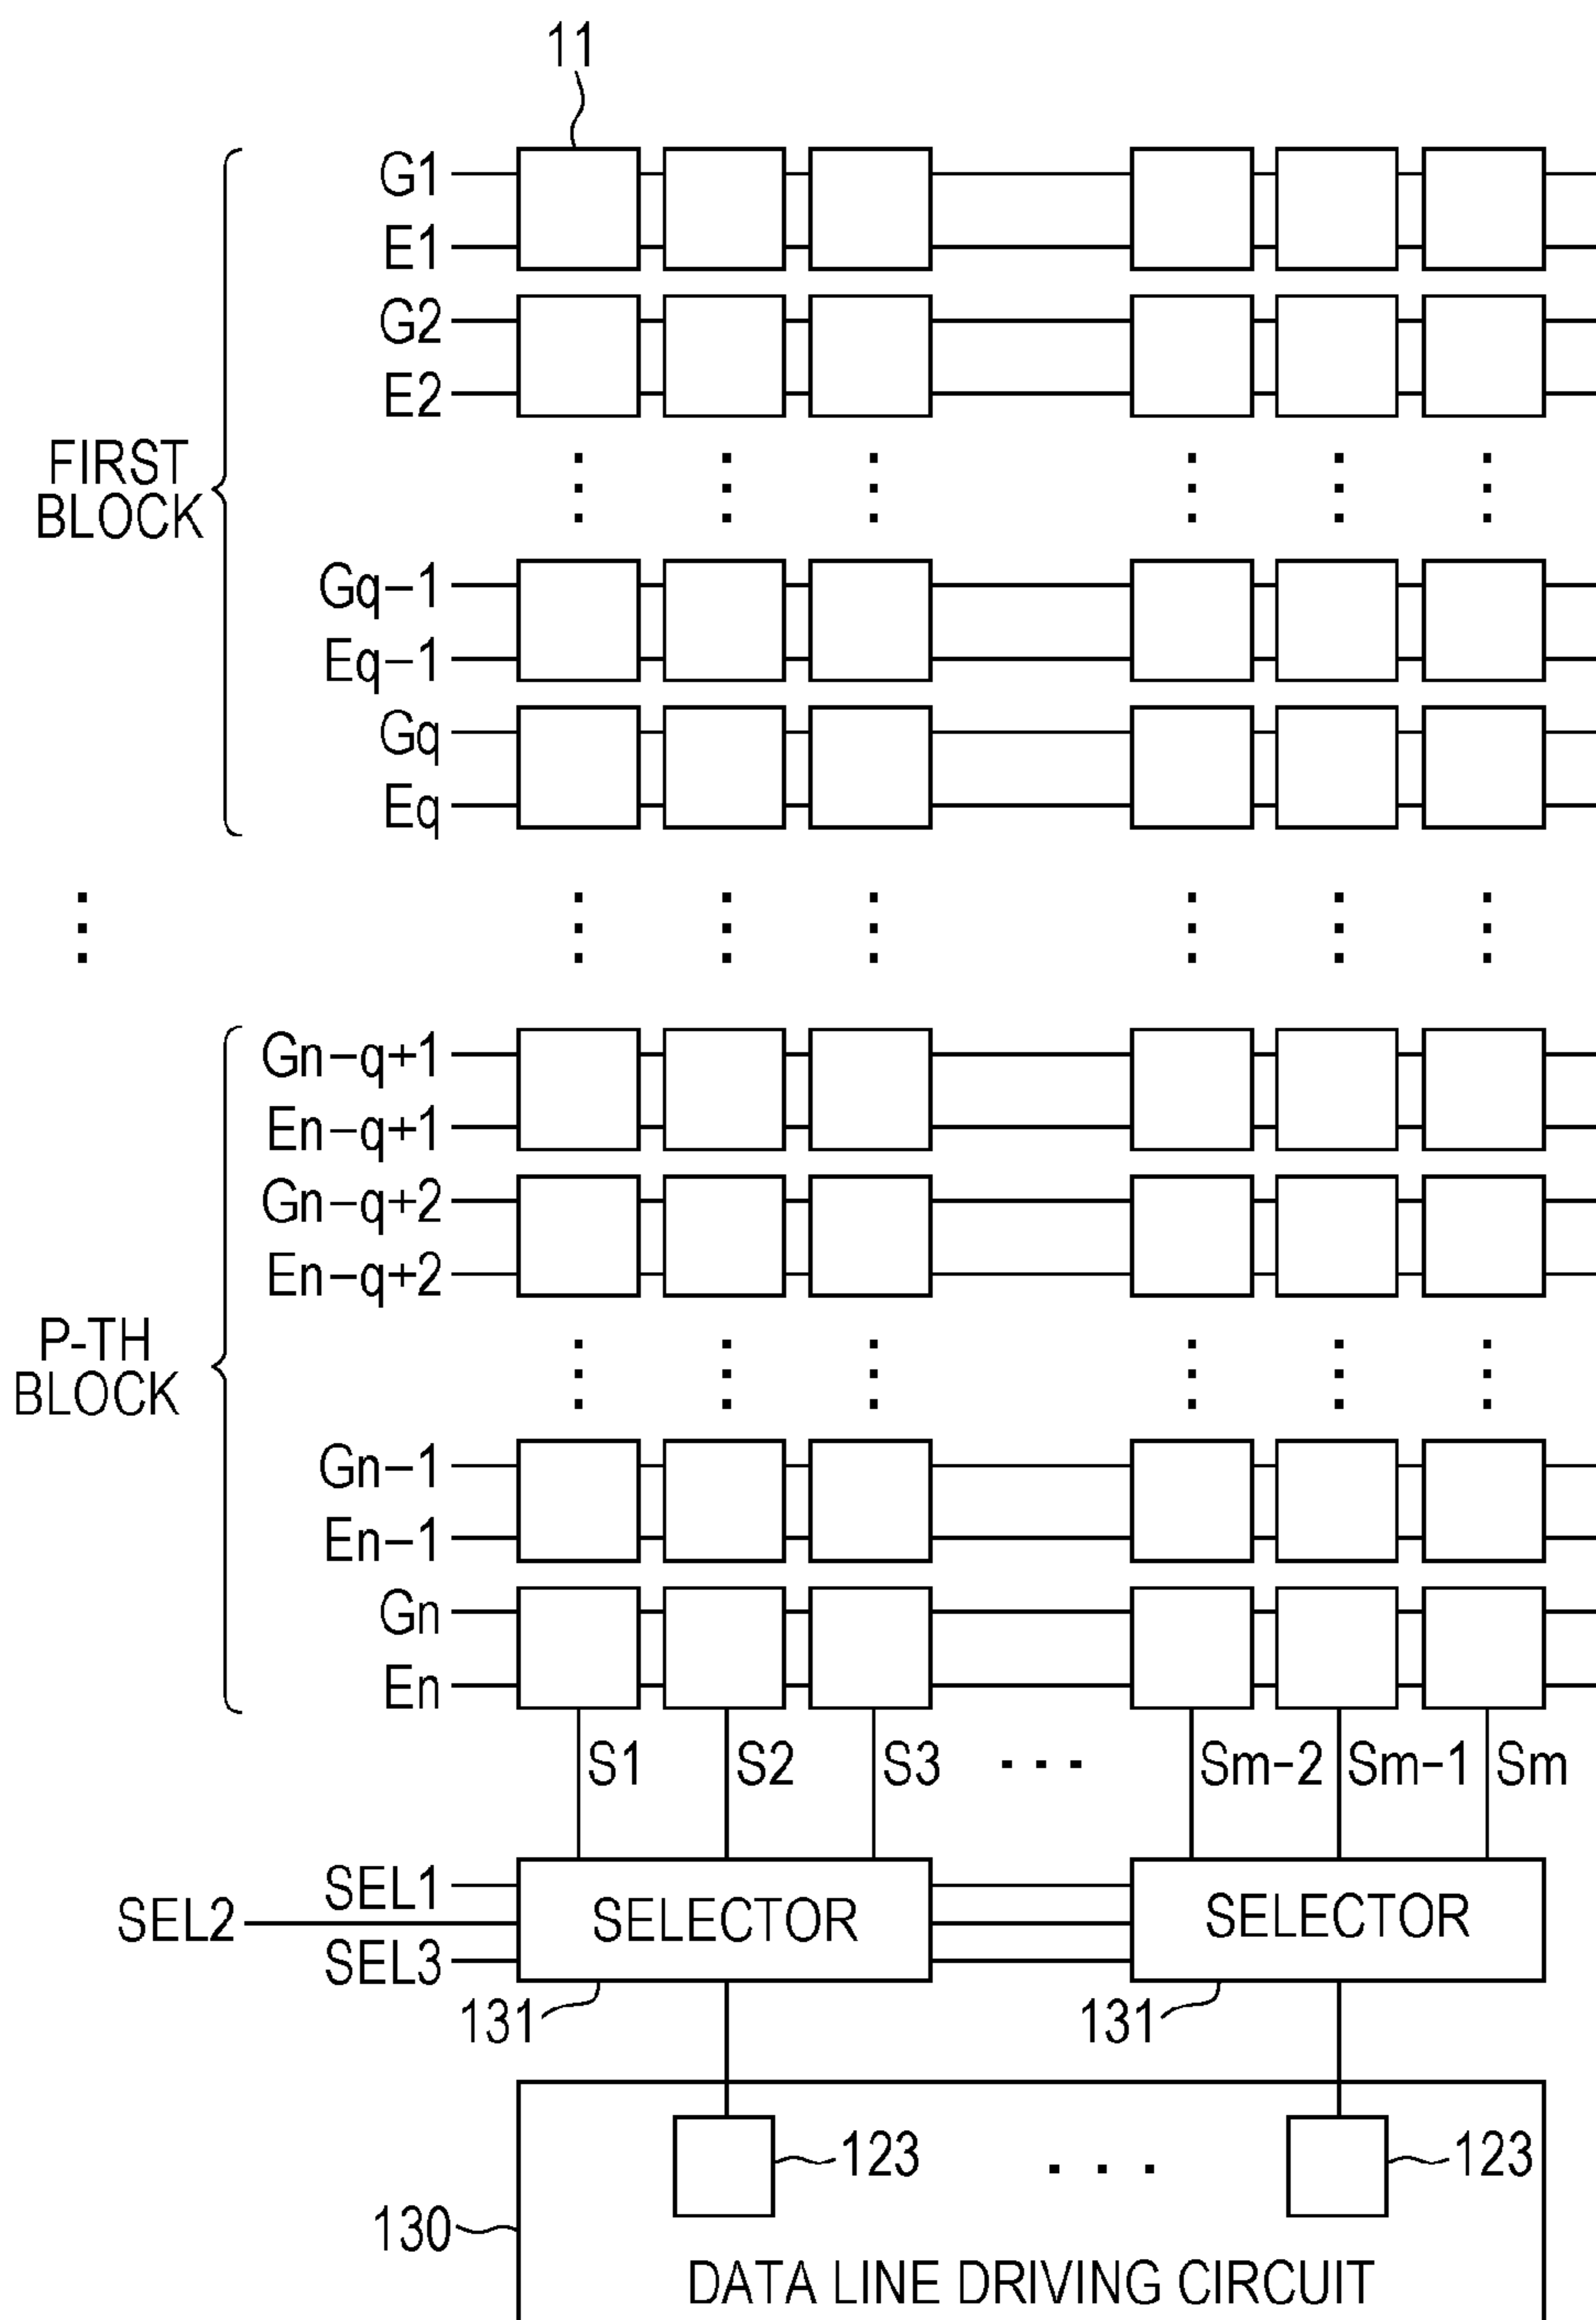 11
G1
E1
G2
E2
FIRST
BLOCK
Gq−1
Eq−1
Gq
Eq
Gn−q+1
En−q+1
Gn−q+2
En−q+2
P-TH
BLOCK
Gn−1
En−1
Gn
En
S1 S2 S3 ··· Sm-2 Sm-1 Sm
SEL1
SEL2
SEL3
SELECTOR SELECTOR
131 131
123 ··· 123
130
DATA LINE DRIVING CIRCUIT